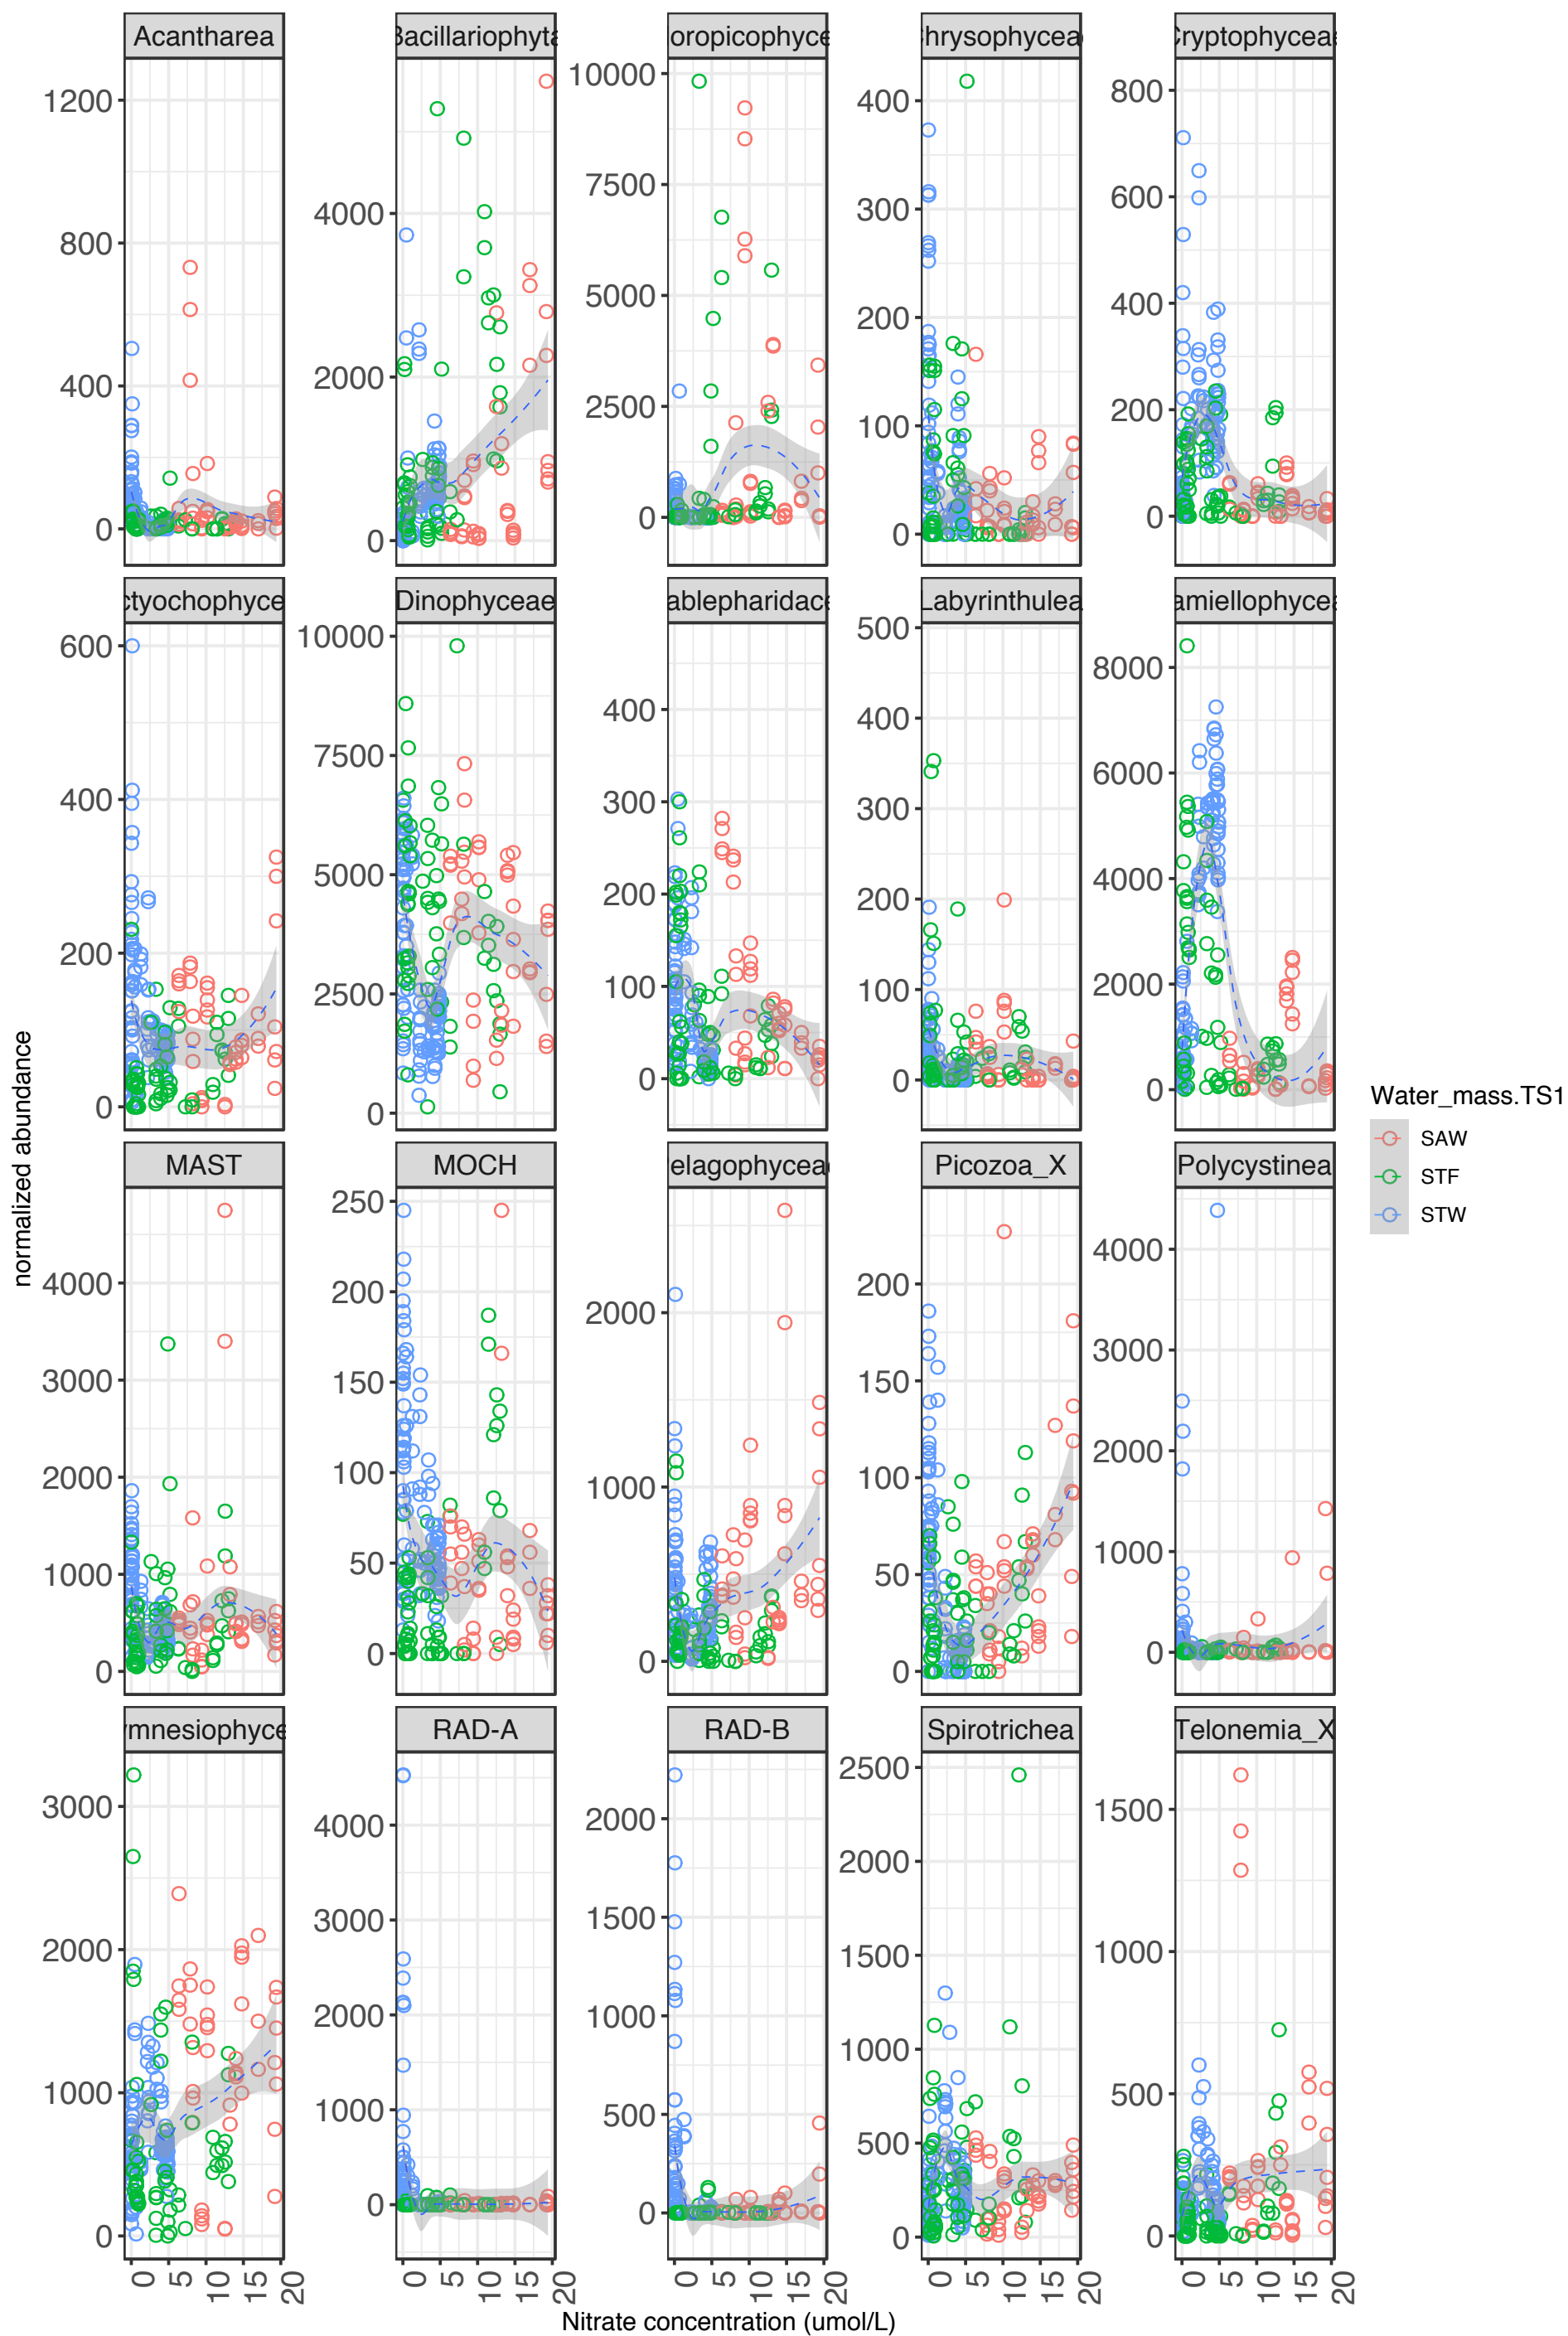 Acantharea Bacillariophyta oropicophyce hrysophycea Cryptophyceae
1200 800 400 0
4000 2000 0
10000 7500 5000 2500 0
400 300 200 100 0
800 600 400 200 0
ctyochophyce Dinophyceae ablepharidace Labyrinthulea amiellophycea
600 400 200 0
10000 7500 5000 2500 0
400 300 200 100 0
500 400 300 200 100 0
8000 6000 4000 2000 0
MAST MOCH elagophyceae Picozoa_X Polycystinea
4000 3000 2000 1000 0
250 200 150 100 50 0
2000 1000 0
200 150 100 50 0
4000 3000 2000 1000 0
ymnesiophyce RAD-A RAD-B Spirotrichea Telonemia_X
3000 2000 1000 0
4000 3000 2000 1000 0
2000 1500 1000 500 0
2500 2000 1500 1000 500 0
1500 1000 500 0
0 5 10 15 20
0 5 10 15 20
0 5 10 15 20
0 5 10 15 20
0 5 10 15 20
Nitrate concentration (umol/L)
normalized abundance
Water_mass.TS1
SAW
STF
STW